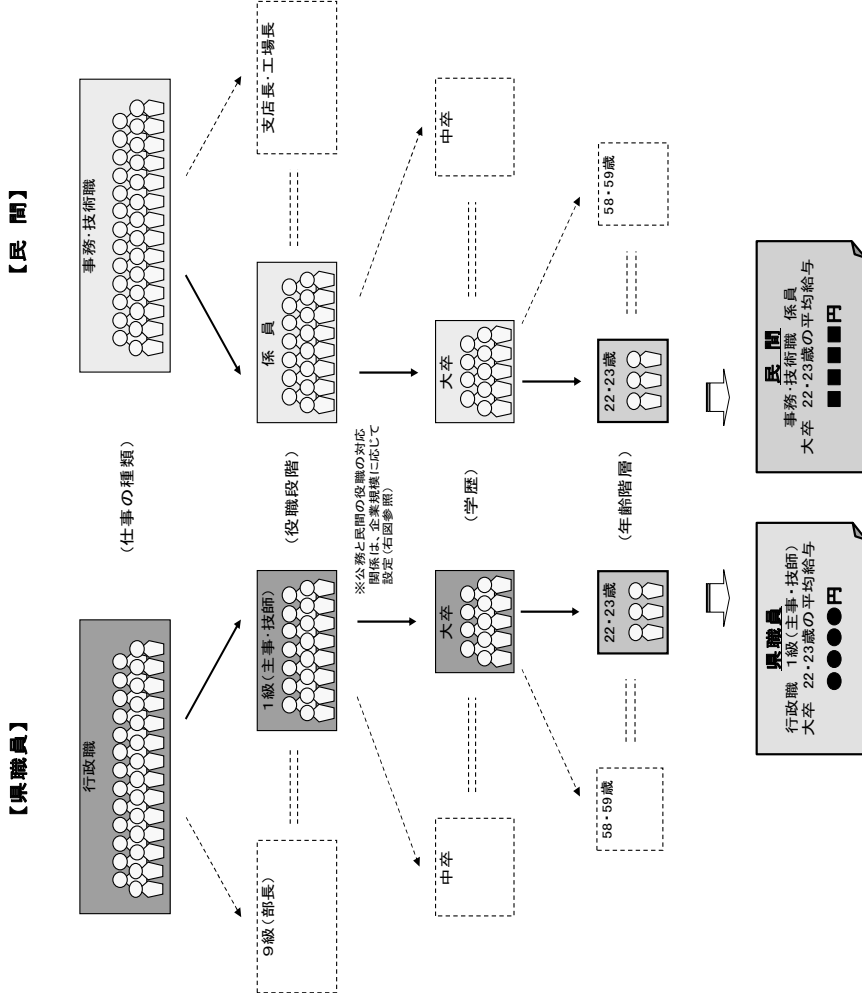 【県職員】
【民 間】
行政職
(仕事の種類)
事務・技術職
9級(部長)
1級(主事・技師)
(役職段階)
係 員
支店長・工場長
※公務と民間の役職の対応
関係は、企業規模に応じて
設定(右図参照)
中卒
大卒
(学歴)
大卒
中卒
58・59歳
22・23歳
(年齢階層)
22・23歳
58・59歳
県職員
行政職 1級(主事・技師)
大卒 22・23歳の平均給与
●●●●円
民 間
事務・技術職 係員
大卒 22・23歳の平均給与
■■■■円